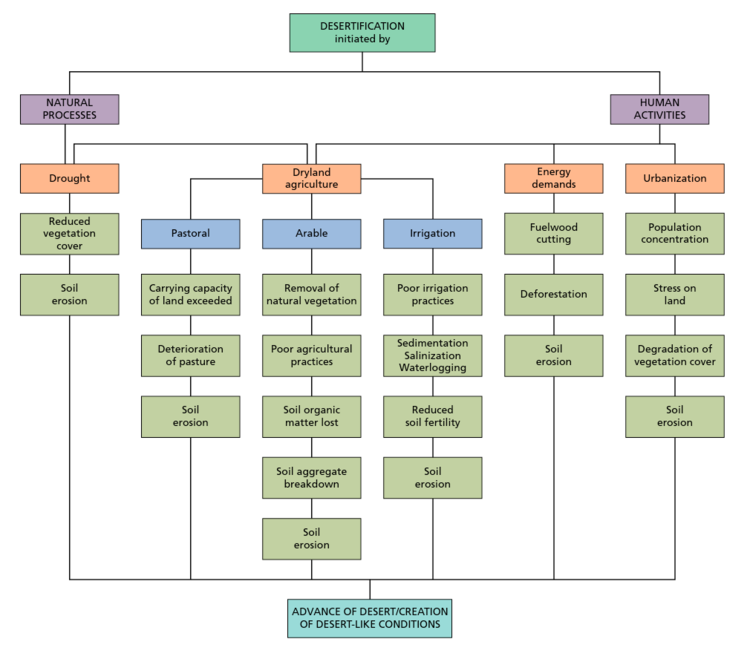 DESERTIFICATION
initiated by
NATURAL
PROCESSES
HUMAN
ACTIVITIES
Drought
Dryland
agriculture
Energy
demands
Urbanization
Reduced
vegetation
cover
Pastoral
Arable
Irrigation
Fuelwood
cutting
Population
concentration
Soil
erosion
Carrying capacity
of land exceeded
Removal of
natural vegetation
Poor irrigation
practices
Deforestation
Stress on
land
Deterioration
of pasture
Poor agricultural
practices
Sedimentation
Salinization
Waterlogging
Soil
erosion
Degradation of
vegetation cover
Soil
erosion
Soil organic
matter lost
Reduced
soil fertility
Soil
erosion
Soil aggregate
breakdown
Soil
erosion
Soil
erosion
ADVANCE OF DESERT/CREATION
OF DESERT-LIKE CONDITIONS